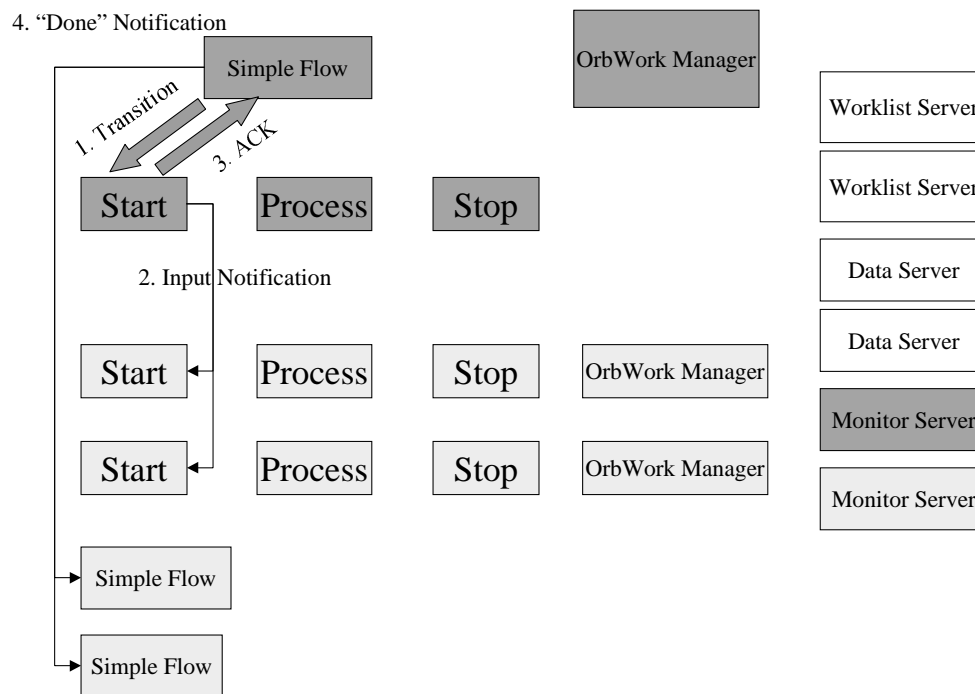 4. “Done” Notification
Simple Flow
OrbWork Manager
Worklist Server
1. Transition
3. ACK
Worklist Server
Start
Process
Stop
Data Server
2. Input Notification
Data Server
Start
Process
Stop
OrbWork Manager
Monitor Server
Start
Process
Stop
OrbWork Manager
Monitor Server
Simple Flow
Simple Flow